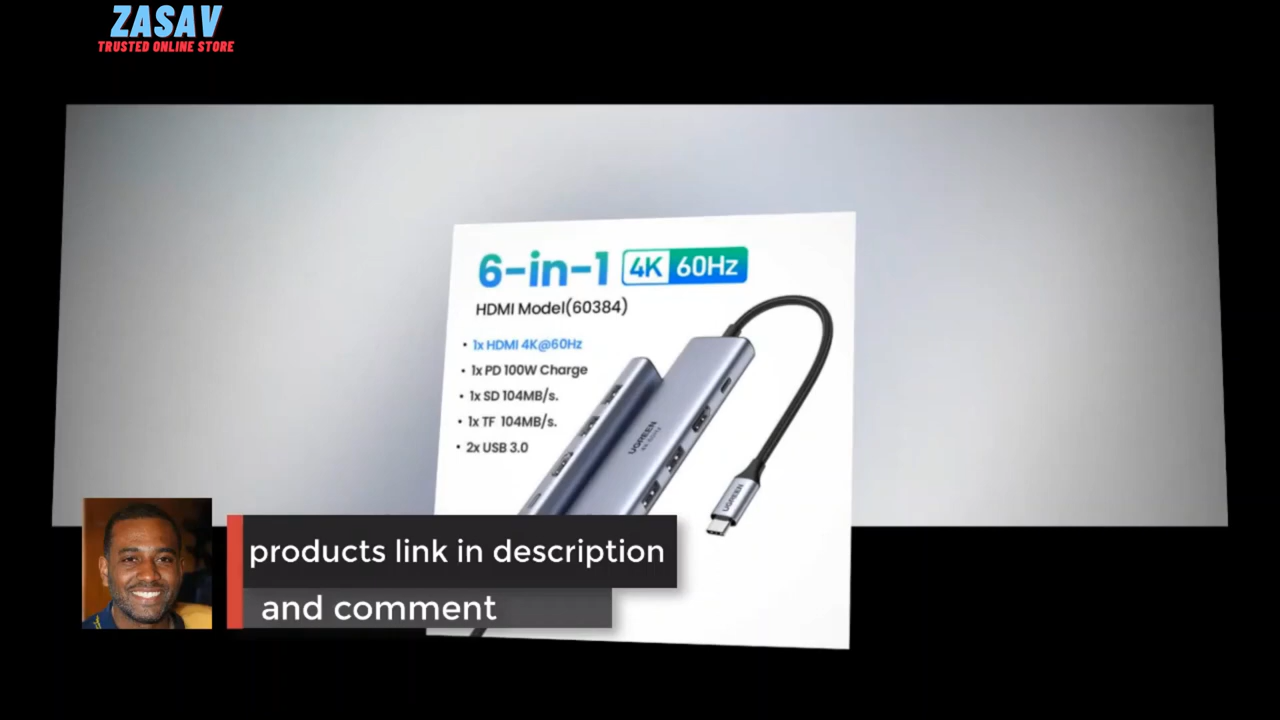 ZASAV
TRUSTED ONLINE STORE
6-in-1 4K 60Hz
HDMI Model(60384)
• 1x HDMI 4K@60Hz
• 1x PD 100W Charge
• 1x SD 104MB/s.
• 1x TF 104MB/s.
• 2x USB 3.0
UGREEN
4K 60Hz
UGREEN
products link in description
and comment